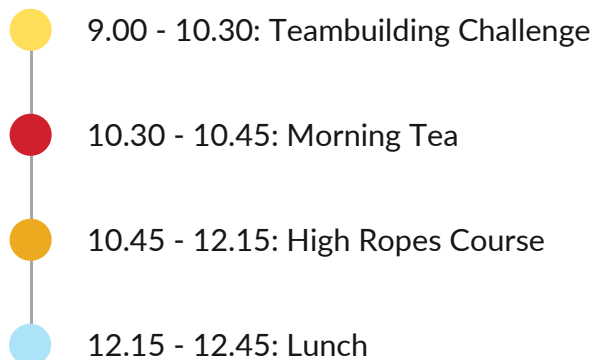 9.00 - 10.30: Teambuilding Challenge
10.30 - 10.45: Morning Tea
10.45 - 12.15: High Ropes Course
12.15 - 12.45: Lunch